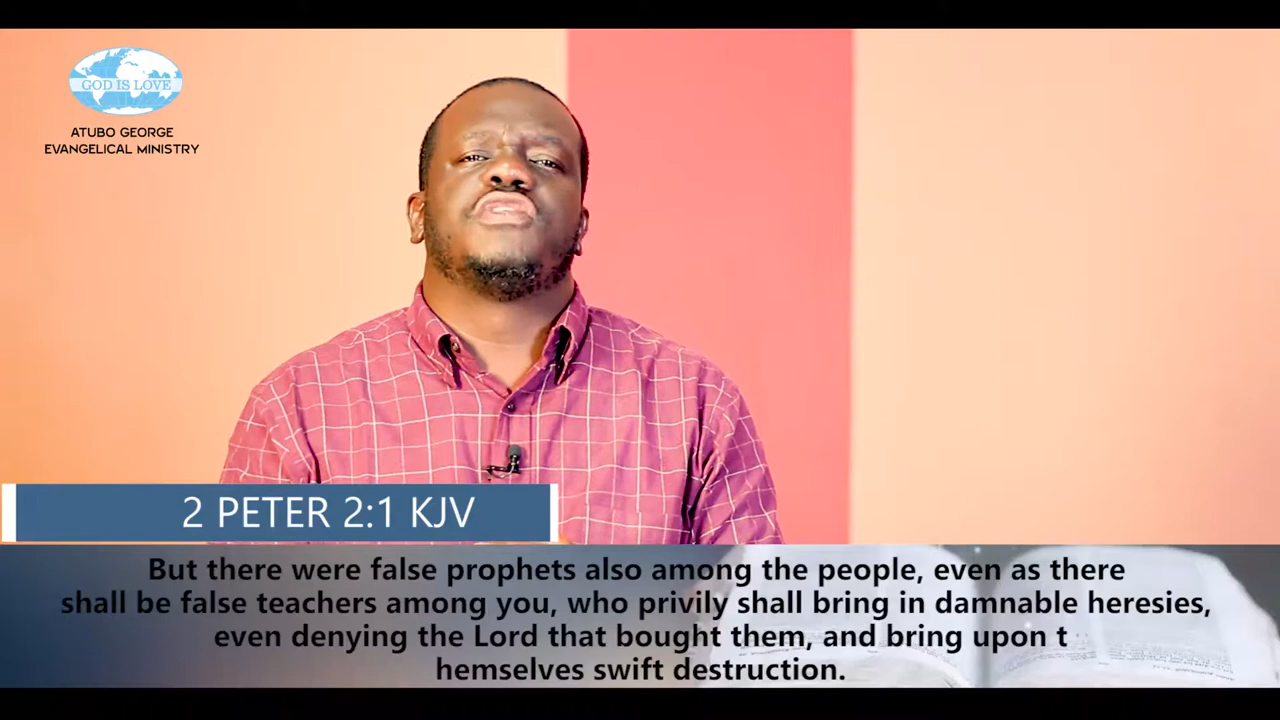 GOD IS LOVE
ATUBO GEORGE
EVANGELICAL MINISTRY
2 PETER 2:1 KJV
But there were false prophets also among the people, even as there
shall be false teachers among you, who privily shall bring in damnable heresies,
even denying the Lord that bought them, and bring upon t
hemselves swift destruction.